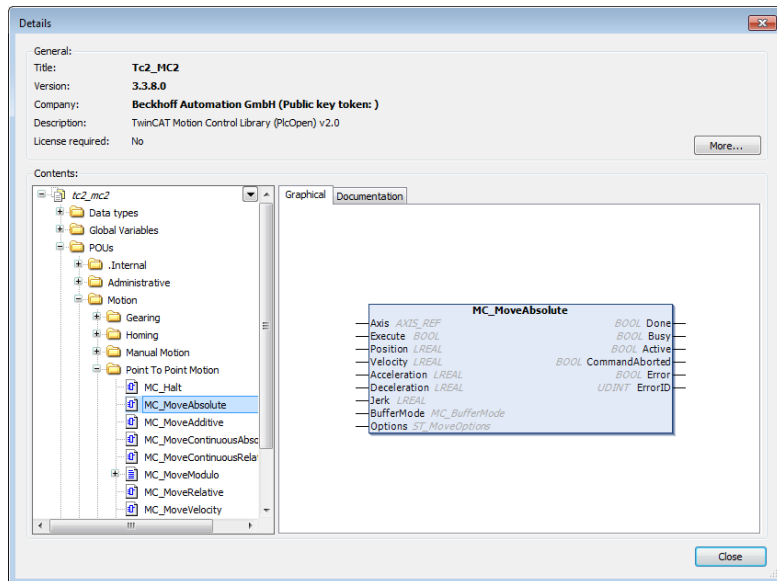 Details
General:
Title: Tc2_MC2
Version: 3.3.8.0
Company: Beckhoff Automation GmbH (Public key token: )
Description: TwinCAT Motion Control Library (PlcOpen) v2.0
License required: No
More...
Contents:
tc2_mc2
Data types
Global Variables
POUs
.Internal
Administrative
Motion
Gearing
Homing
Manual Motion
Point To Point Motion
MC_Halt
MC_MoveAbsolute
MC_MoveAdditive
MC_MoveContinuousAbso
MC_MoveContinuousRela
MC_MoveModulo
MC_MoveRelative
MC_MoveVelocity
Graphical Documentation
MC_MoveAbsolute
Axis AXIS_REF BOOL Done
Execute BOOL BOOL Busy
Position LREAL BOOL Active
Velocity LREAL BOOL CommandAborted
Acceleration LREAL BOOL Error
Deceleration LREAL UDINT ErrorID
Jerk LREAL
BufferMode MC_BufferMode
Options ST_MoveOptions
Close